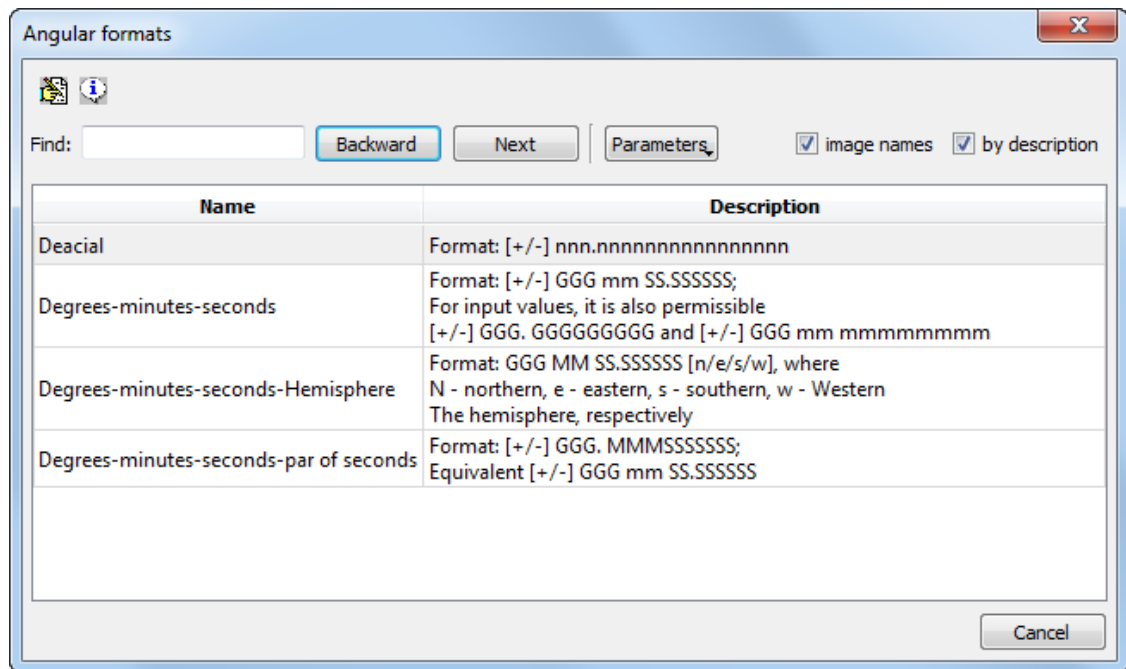 Angular formats
Find: Backward Next Parameters image names by description
Name Description
Deacial Format: [+/-] nnn.nnnnnnnnnnnnnnnnn
Degrees-minutes-seconds Format: [+/-] GGG mm SS.SSSSSS;
For input values, it is also permissible
[+/-] GGG. GGGGGGGGG and [+/-] GGG mm mmmmmmmm
Degrees-minutes-seconds-Hemisphere Format: GGG MM SS.SSSSSS [n/e/s/w], where
N - northern, e - eastern, s - southern, w - Western
The hemisphere, respectively
Degrees-minutes-seconds-par of seconds Format: [+/-] GGG. MMMSSSSSSS;
Equivalent [+/-] GGG mm SS.SSSSSS
Cancel